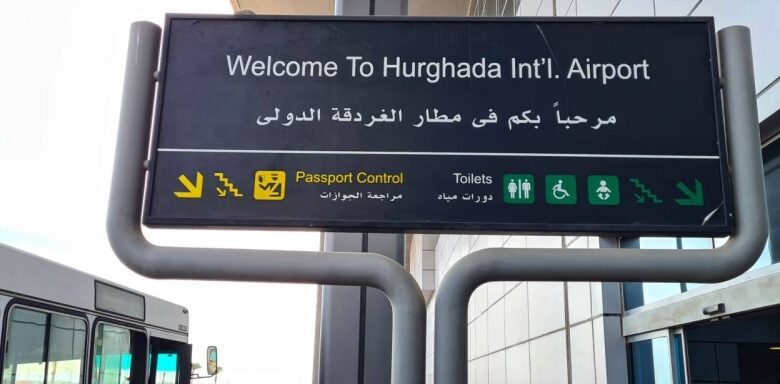 Welcome To Hurghada Int'l. Airport
مرحباً بكم فى مطار الغردقة الدولى
Passport Control
مراجعة الجوازات
Toilets
دورات مياه